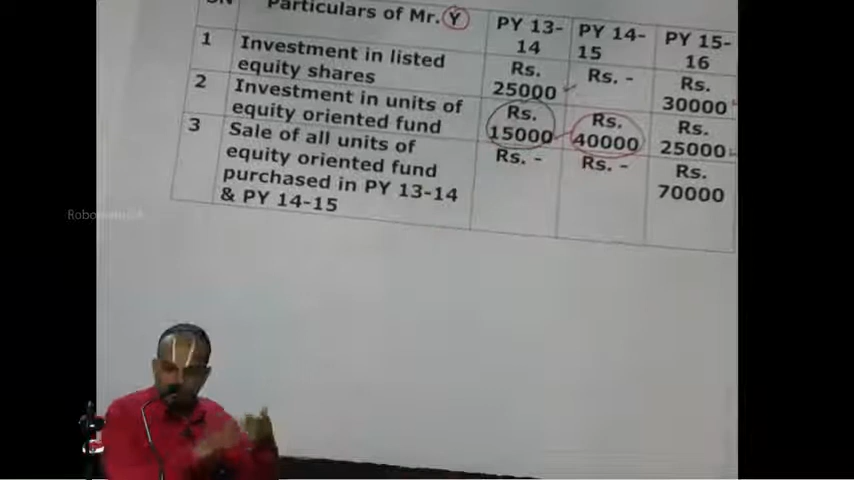 SN Particulars of Mr. Y PY 13-14 PY 14-15 PY 15-16
1 Investment in listed equity shares Rs. 25000 Rs. - Rs. 30000
2 Investment in units of equity oriented fund Rs. 15000 Rs. 40000 Rs. 25000
3 Sale of all units of equity oriented fund purchased in PY 13-14 & PY 14-15 Rs. - Rs. - Rs. 70000